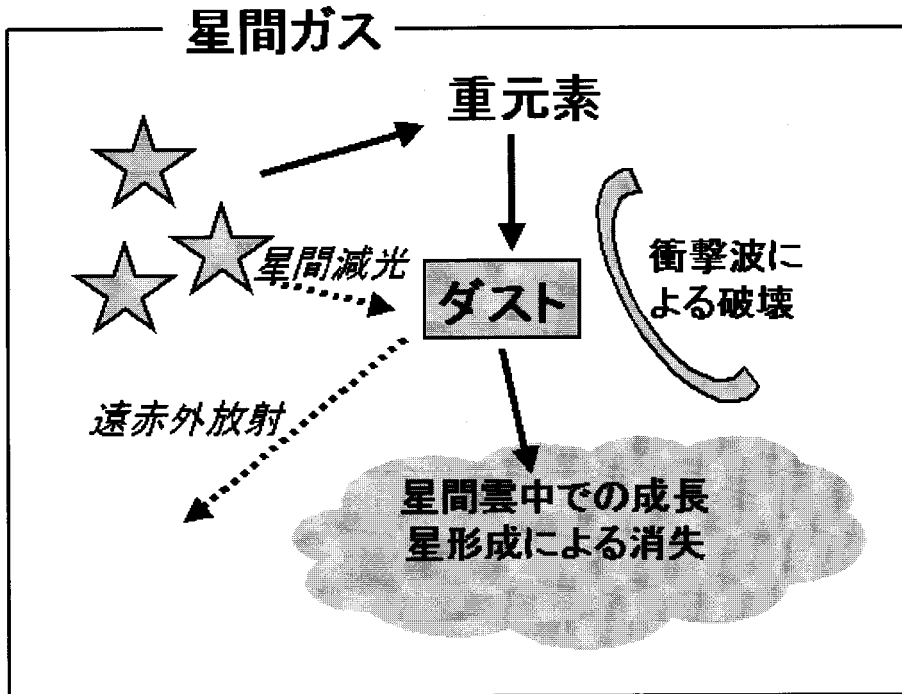 星間ガス
重元素
星間減光
ダスト
衝撃波に
よる破壊
遠赤外放射
星間雲中での成長
星形成による消失